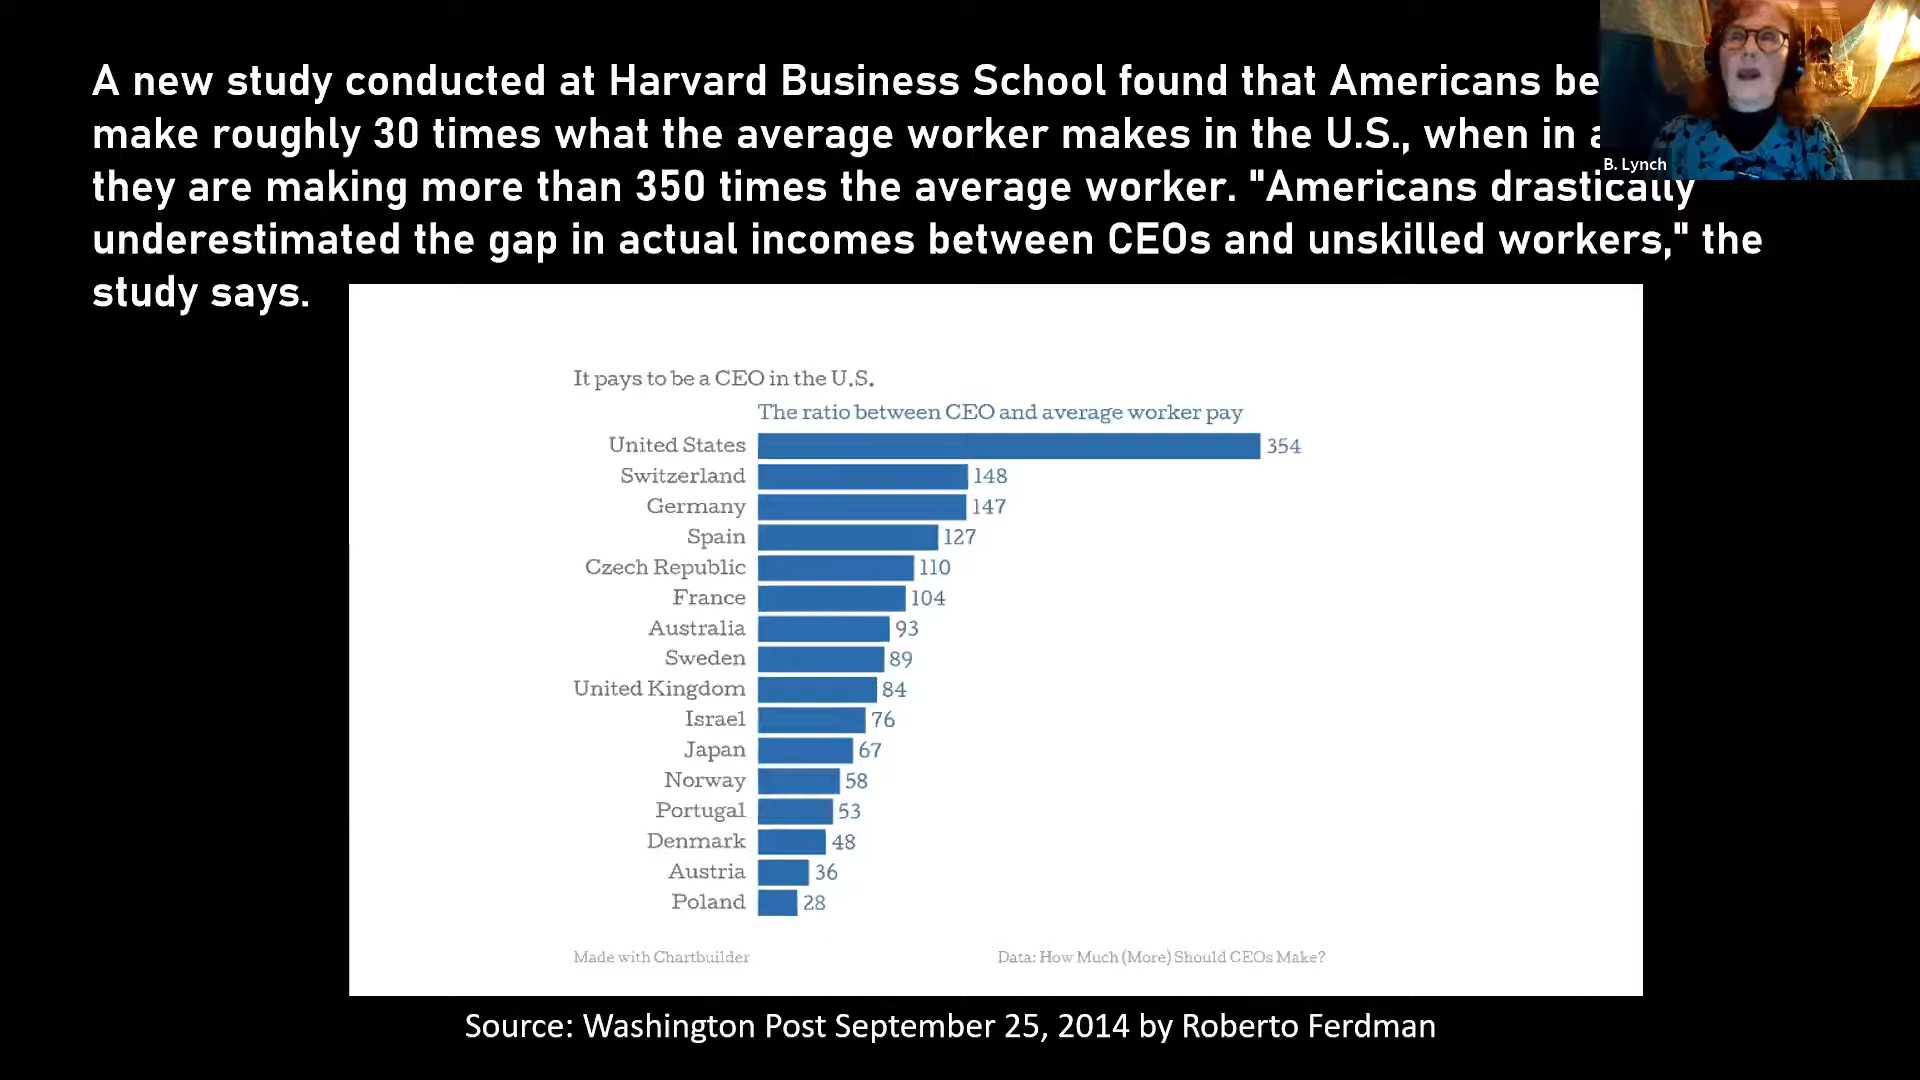 A new study conducted at Harvard Business School found that Americans be
make roughly 30 times what the average worker makes in the U.S., when in a
they are making more than 350 times the average worker. "Americans drastically
underestimated the gap in actual incomes between CEOs and unskilled workers," the
study says.
B. Lynch
It pays to be a CEO in the U.S.
The ratio between CEO and average worker pay
United States 354
Switzerland 148
Germany 147
Spain 127
Czech Republic 110
France 104
Australia 93
Sweden 89
United Kingdom 84
Israel 76
Japan 67
Norway 58
Portugal 53
Denmark 48
Austria 36
Poland 28
Made with Chartbuilder
Data: How Much (More) Should CEOs Make?
Source: Washington Post September 25, 2014 by Roberto Ferdman